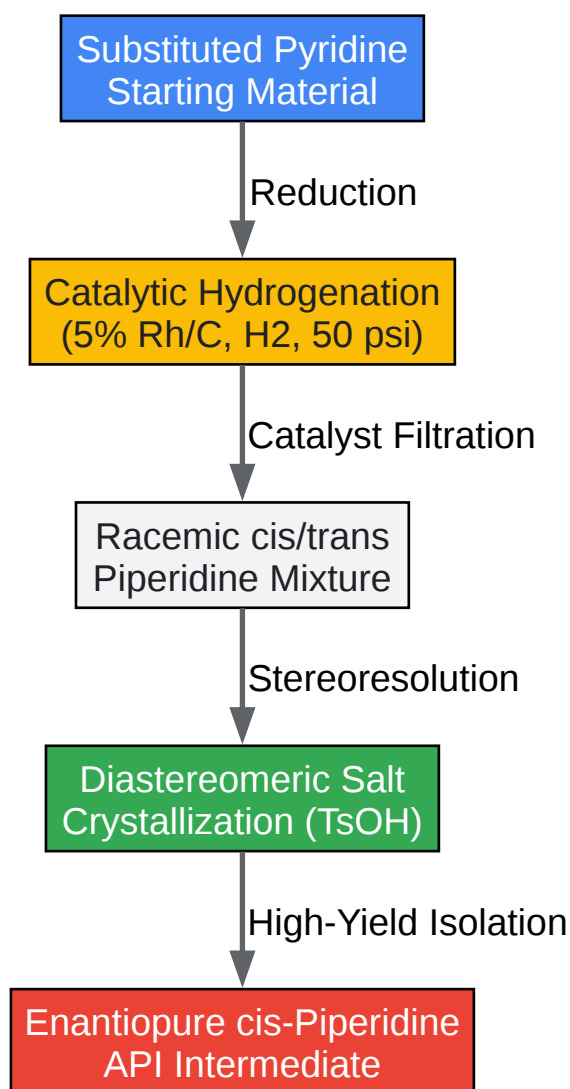 Substituted Pyridine
Starting Material
Reduction
Catalytic Hydrogenation
(5% Rh/C, H2, 50 psi)
Catalyst Filtration
Racemic cis/trans
Piperidine Mixture
Stereoresolution
Diastereomeric Salt
Crystallization (TsOH)
High-Yield Isolation
Enantiopure cis-Piperidine
API Intermediate